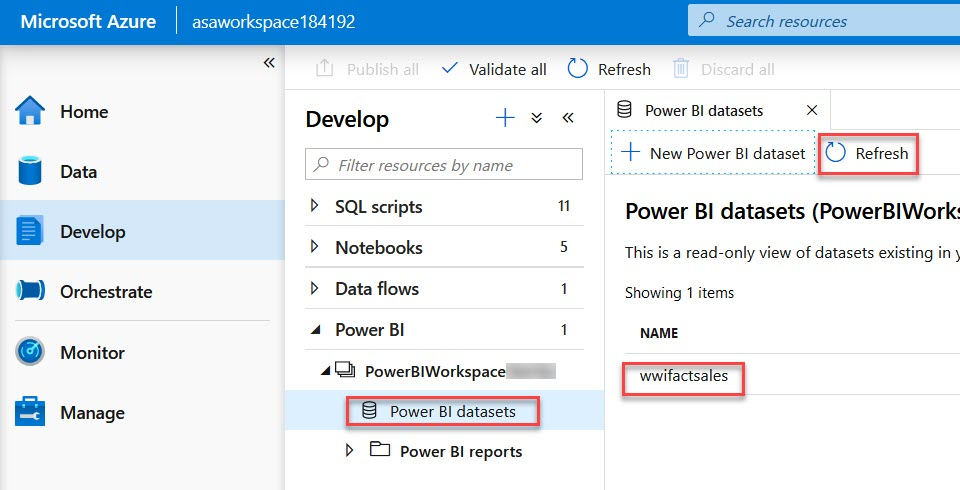 Microsoft Azure
asaworkspace184192
Search resources
Publish all
Validate all
Refresh
Discard all
Home
Data
Develop
Orchestrate
Monitor
Manage
Develop
Filter resources by name
SQL scripts 11
Notebooks 5
Data flows 1
Power BI 1
PowerBIWorkspace
Power BI datasets
Power BI reports
Power BI datasets
New Power BI dataset
Refresh
Power BI datasets (PowerBIWorks
This is a read-only view of datasets existing in y
Showing 1 items
NAME
wwifactsales